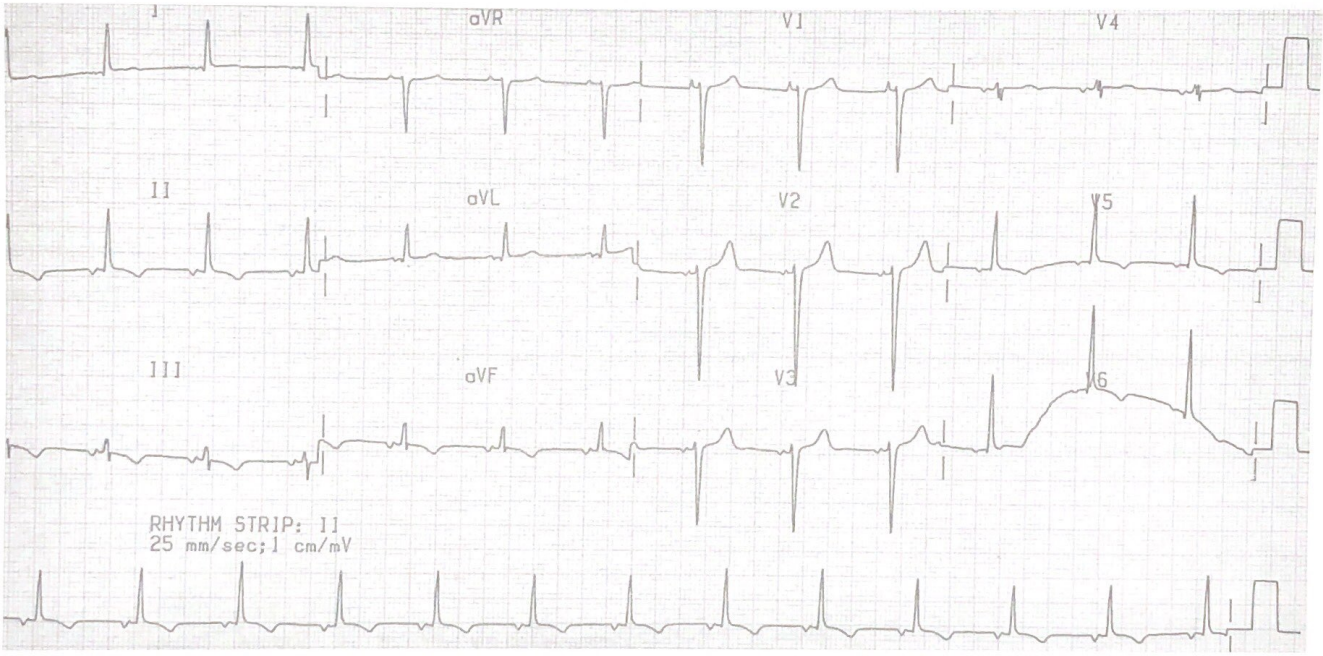 I
aVR
V1
V4
II
aVL
V2
V5
III
aVF
V3
V6
RHYTHM STRIP: II
25 mm/sec;1 cm/mV